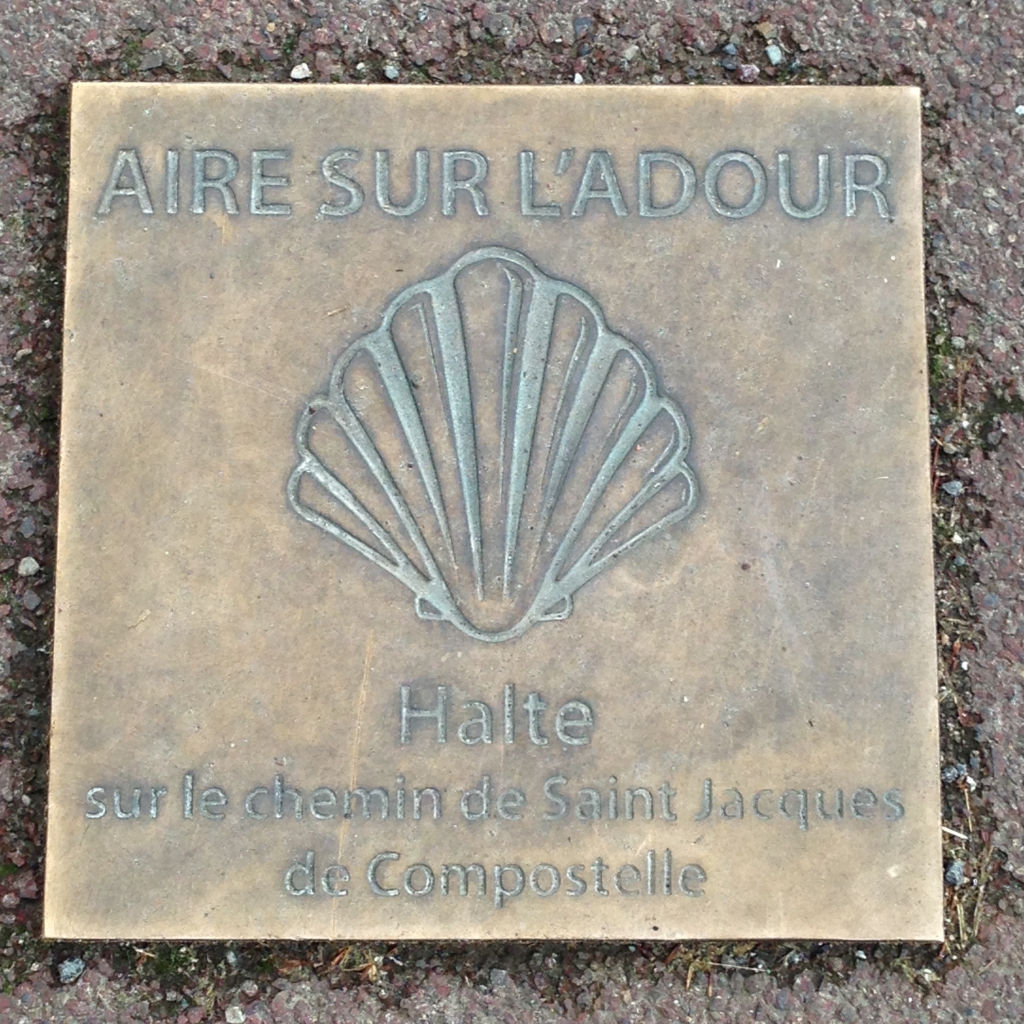 AIRE SUR L'ADOUR
Halte
sur le chemin de Saint Jacques
de Compostelle